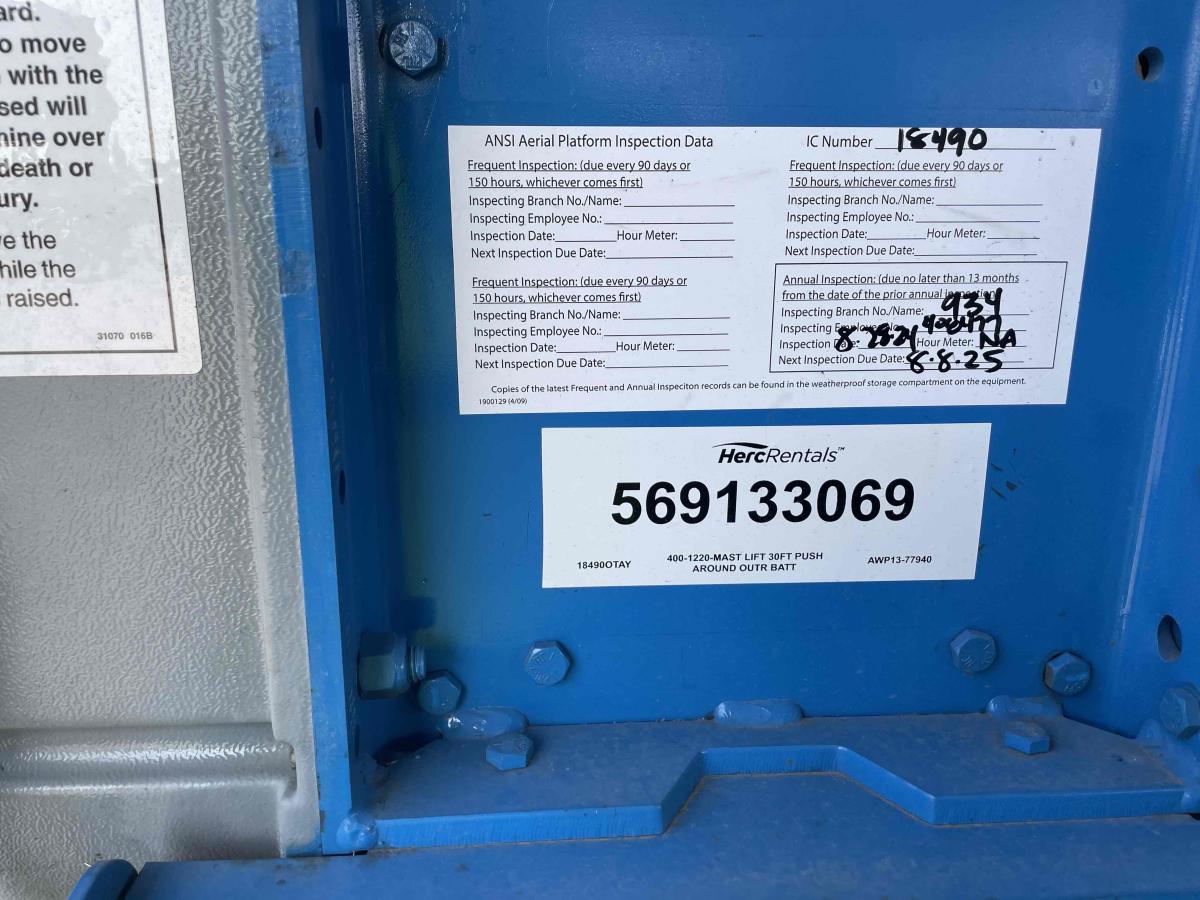 ard.
o move
with the
sed will
hine over
death or
ury.
ve the
hile the
raised.
31070 016B
ANSI Aerial Platform Inspection Data
IC Number 18490
Frequent Inspection: (due every 90 days or
150 hours, whichever comes first)
Inspecting Branch No./Name:
Inspecting Employee No.:
Inspection Date: Hour Meter:
Next Inspection Due Date:
Frequent Inspection: (due every 90 days or
150 hours, whichever comes first)
Inspecting Branch No./Name:
Inspecting Employee No.:
Inspection Date: Hour Meter:
Next Inspection Due Date:
Frequent Inspection: (due every 90 days or
150 hours, whichever comes first)
Inspecting Branch No./Name:
Inspecting Employee No.:
Inspection Date: Hour Meter:
Next Inspection Due Date:
Annual Inspection: (due no later than 13 months
from the date of the prior annual inspection)
Inspecting Branch No./Name: 934
Inspecting Employee No.:
Inspection Date: Hour Meter: NA
Next Inspection Due Date: 8.8.25
Copies of the latest Frequent and Annual Inspeciton records can be found in the weatherproof storage compartment on the equipment.
1900129 (4/09)
HercRentals™
569133069
18490OTAY
400-1220-MAST LIFT 30FT PUSH
AROUND OUTR BATT
AWP13-77940